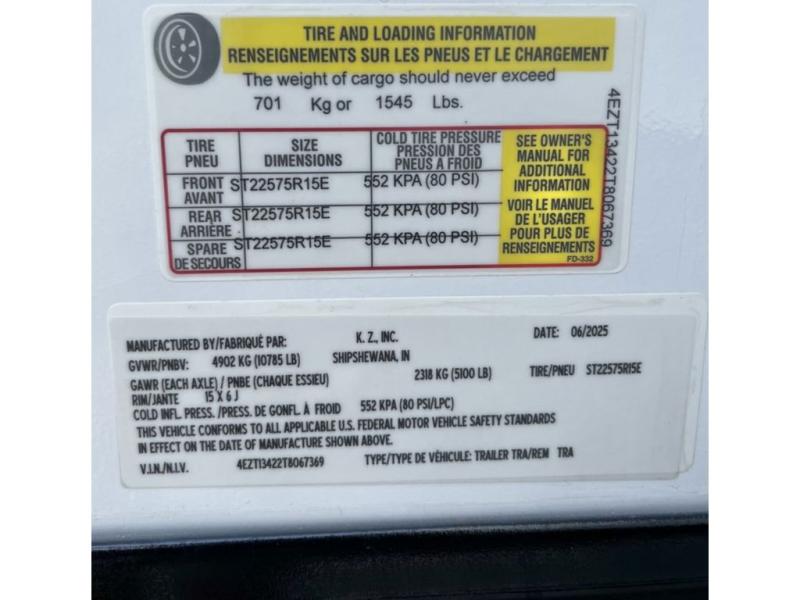 TIRE AND LOADING INFORMATION
RENSEIGNEMENTS SUR LES PNEUS ET LE CHARGEMENT
The weight of cargo should never exceed
701 Kg or 1545 Lbs.
TIRE PNEU
SIZE DIMENSIONS
COLD TIRE PRESSURE
PRESSION DES
PNEUS A FROID
FRONT AVANT ST22575R15E 552 KPA (80 PSI)
REAR ARRIÈRE ST22575R15E 552 KPA (80 PSI)
SPARE DE SECOURS ST22575R15E 552 KPA (80 PSI)
SEE OWNER'S
MANUAL FOR
ADDITIONAL
INFORMATION
VOIR LE MANUEL
DE L'USAGER
POUR PLUS DE
RENSEIGNEMENTS
FD-332
4EZT13422T8067369
MANUFACTURED BY/FABRIQUÉ PAR: K. Z., INC. DATE: 06/2025
GVWR/PNBV: 4902 KG (10785 LB) SHIPSHEWANA, IN
GAWR (EACH AXLE) / PNBE (CHAQUE ESSIEU) 2318 KG (5100 LB) TIRE/PNEU ST22575R15E
RIM/JANTE 15 X 6 J
COLD INFL. PRESS. /PRESS. DE GONFL. À FROID 552 KPA (80 PSI/LPC)
THIS VEHICLE CONFORMS TO ALL APPLICABLE U.S. FEDERAL MOTOR VEHICLE SAFETY STANDARDS
IN EFFECT ON THE DATE OF MANUFACTURE SHOWN ABOVE.
V.I.N./N.I.V. 4EZT13422T8067369 TYPE/TYPE DE VÉHICULE: TRAILER TRA/REM TRA